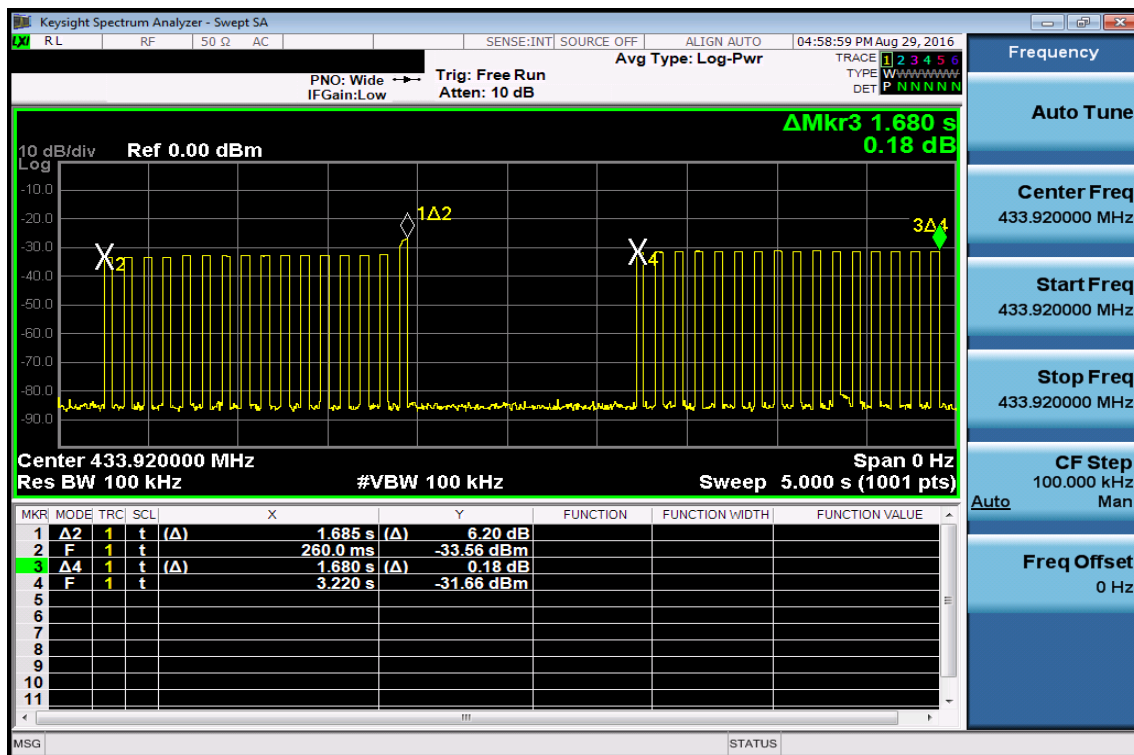 Keysight Spectrum Analyzer - Swept SA
LXI RL RF 50 Ω AC SENSE:INT SOURCE OFF ALIGN AUTO 04:58:59 PM Aug 29, 2016
PNO: Wide
IFGain:Low
Trig: Free Run
Atten: 10 dB
Avg Type: Log-Pwr
TRACE 1 2 3 4 5 6
TYPE WWWWWW
DET P N N N N N
ΔMkr3 1.680 s
0.18 dB
10 dB/div Ref 0.00 dBm
Log
-10.0
-20.0
-30.0
-40.0
-50.0
-60.0
-70.0
-80.0
-90.0
1Δ2
3Δ4
X2
X4
Center 433.920000 MHz Span 0 Hz
Res BW 100 kHz #VBW 100 kHz Sweep 5.000 s (1001 pts)
MKR MODE TRC SCL X Y FUNCTION FUNCTION WIDTH FUNCTION VALUE
1 Δ2 1 t (Δ) 1.685 s (Δ) 6.20 dB
2 F 1 t 260.0 ms -33.56 dBm
3 Δ4 1 t (Δ) 1.680 s (Δ) 0.18 dB
4 F 1 t 3.220 s -31.66 dBm
5
6
7
8
9
10
11
MSG STATUS
Frequency
Auto Tune
Center Freq
433.920000 MHz
Start Freq
433.920000 MHz
Stop Freq
433.920000 MHz
CF Step
100.000 kHz
Auto Man
Freq Offset
0 Hz